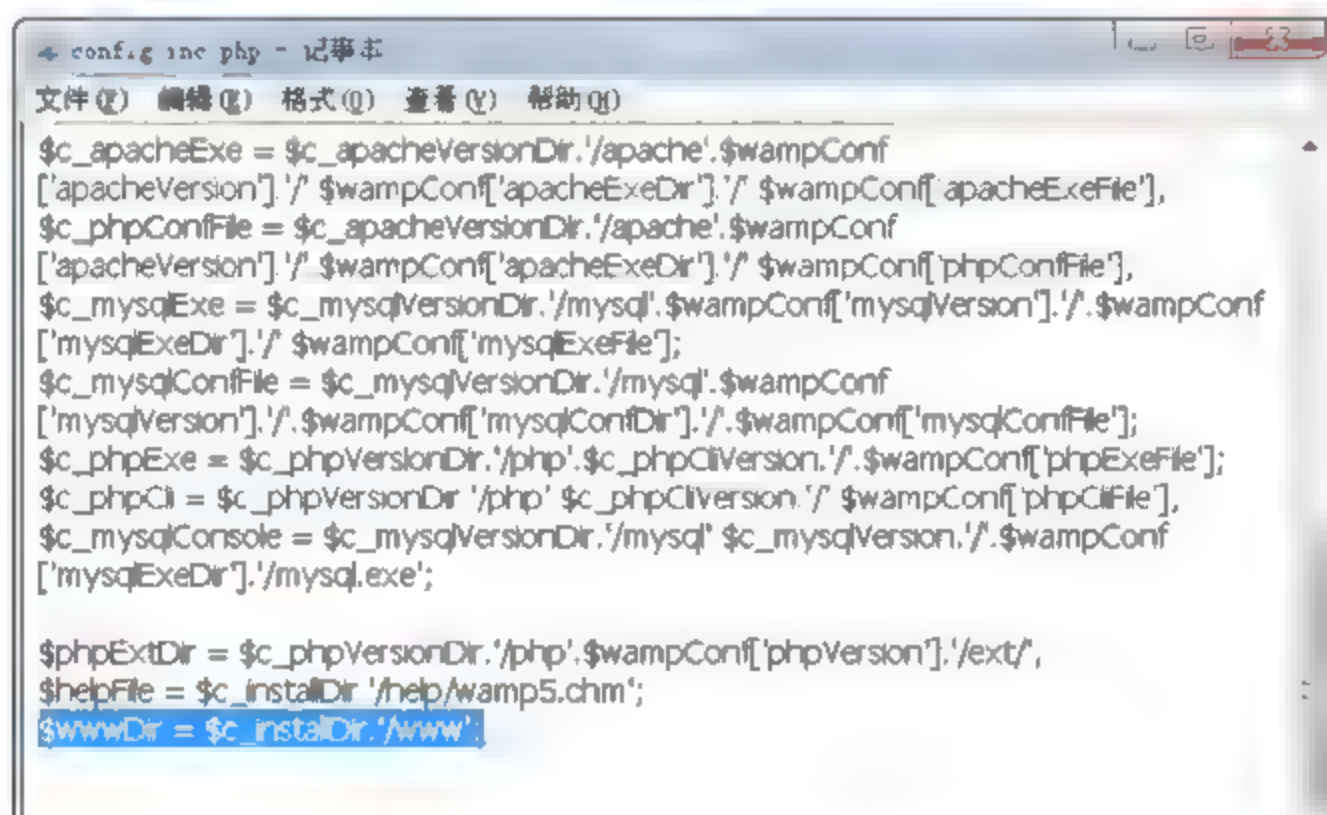 config.inc.php - 记事本
文件(F) 编辑(E) 格式(O) 查看(V) 帮助(H)
$c_apacheExe = $c_apacheVersionDir.'/apache'.$wampConf
['apacheVersion'].'/'.$wampConf['apacheExeDir'].'/'.$wampConf['apacheExeFile'];
$c_phpConfFile = $c_apacheVersionDir.'/apache'.$wampConf
['apacheVersion'].'/'.$wampConf['apacheExeDir'].'/'.$wampConf['phpConfFile'];
$c_mysqlExe = $c_mysqlVersionDir.'/mysql'.$wampConf['mysqlVersion'].'/'.$wampConf
['mysqlExeDir'].'/'.$wampConf['mysqlExeFile'];
$c_mysqlConfFile = $c_mysqlVersionDir.'/mysql'.$wampConf
['mysqlVersion'].'/'.$wampConf['mysqlConfDir'].'/'.$wampConf['mysqlConfFile'];
$c_phpExe = $c_phpVersionDir.'/php'.$c_phpCliVersion.'/'.$wampConf['phpExeFile'];
$c_phpCli = $c_phpVersionDir.'/php'.$c_phpCliVersion.'/'.$wampConf['phpCliFile'];
$c_mysqlConsole = $c_mysqlVersionDir.'/mysql'.$c_mysqlVersion.'/'.$wampConf
['mysqlExeDir'].'/mysql.exe';
$phpExtDir = $c_phpVersionDir.'/php'.$wampConf['phpVersion'].'/ext/';
$helpFile = $c_installDir.'/help/wamp5.chm';
$wwwDir = $c_installDir.'/www';